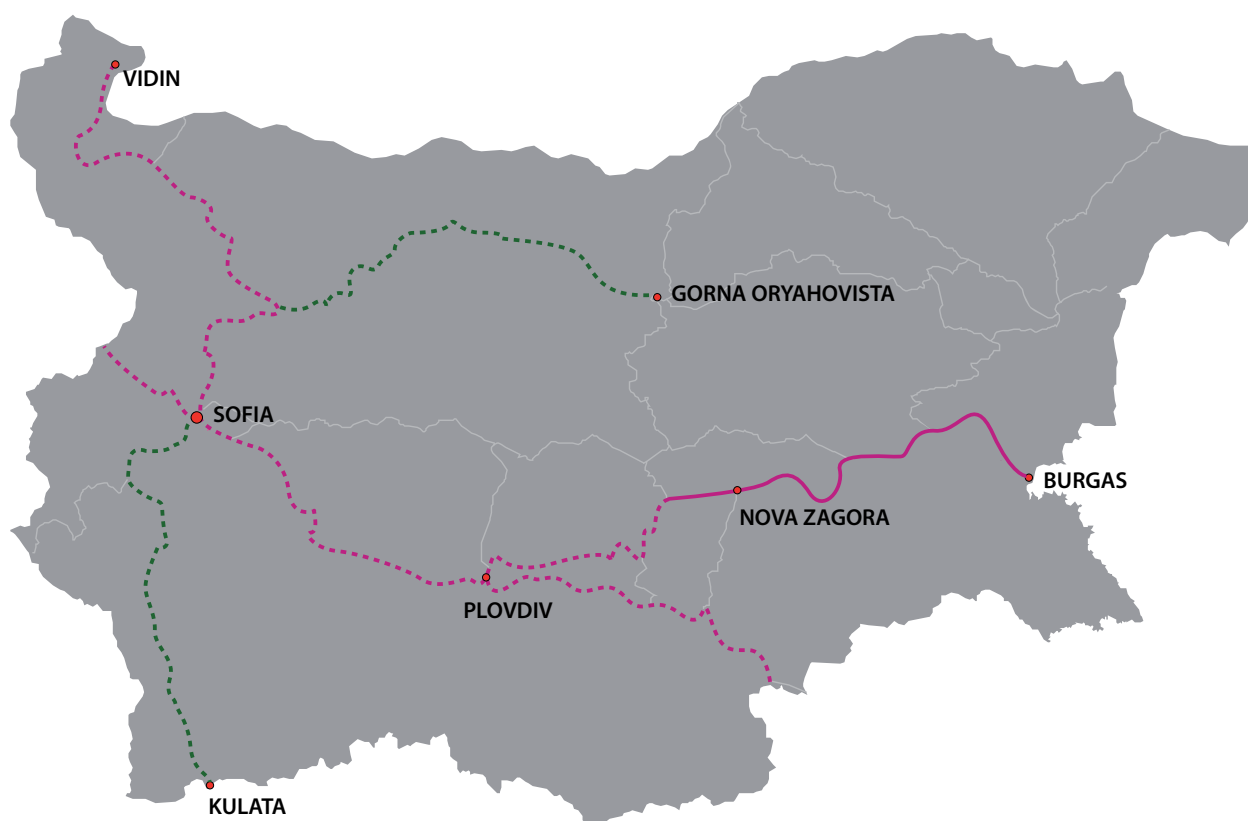 VIDIN
GORNA ORYAHOVISTA
SOFIA
BURGAS
NOVA ZAGORA
PLOVDIV
KULATA